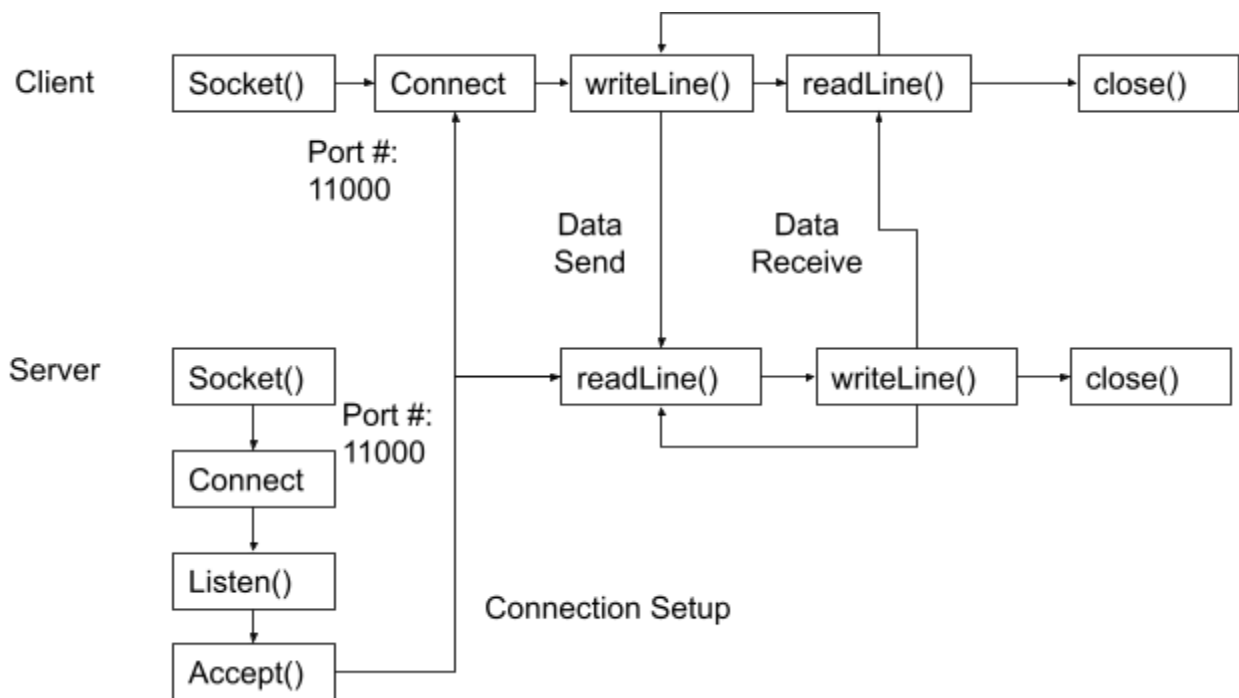 Client
Socket()
Connect
writeLine()
readLine()
close()
Port #:
11000
Data
Send
Data
Receive
Server
Socket()
readLine()
writeLine()
close()
Port #:
11000
Connect
Listen()
Connection Setup
Accept()